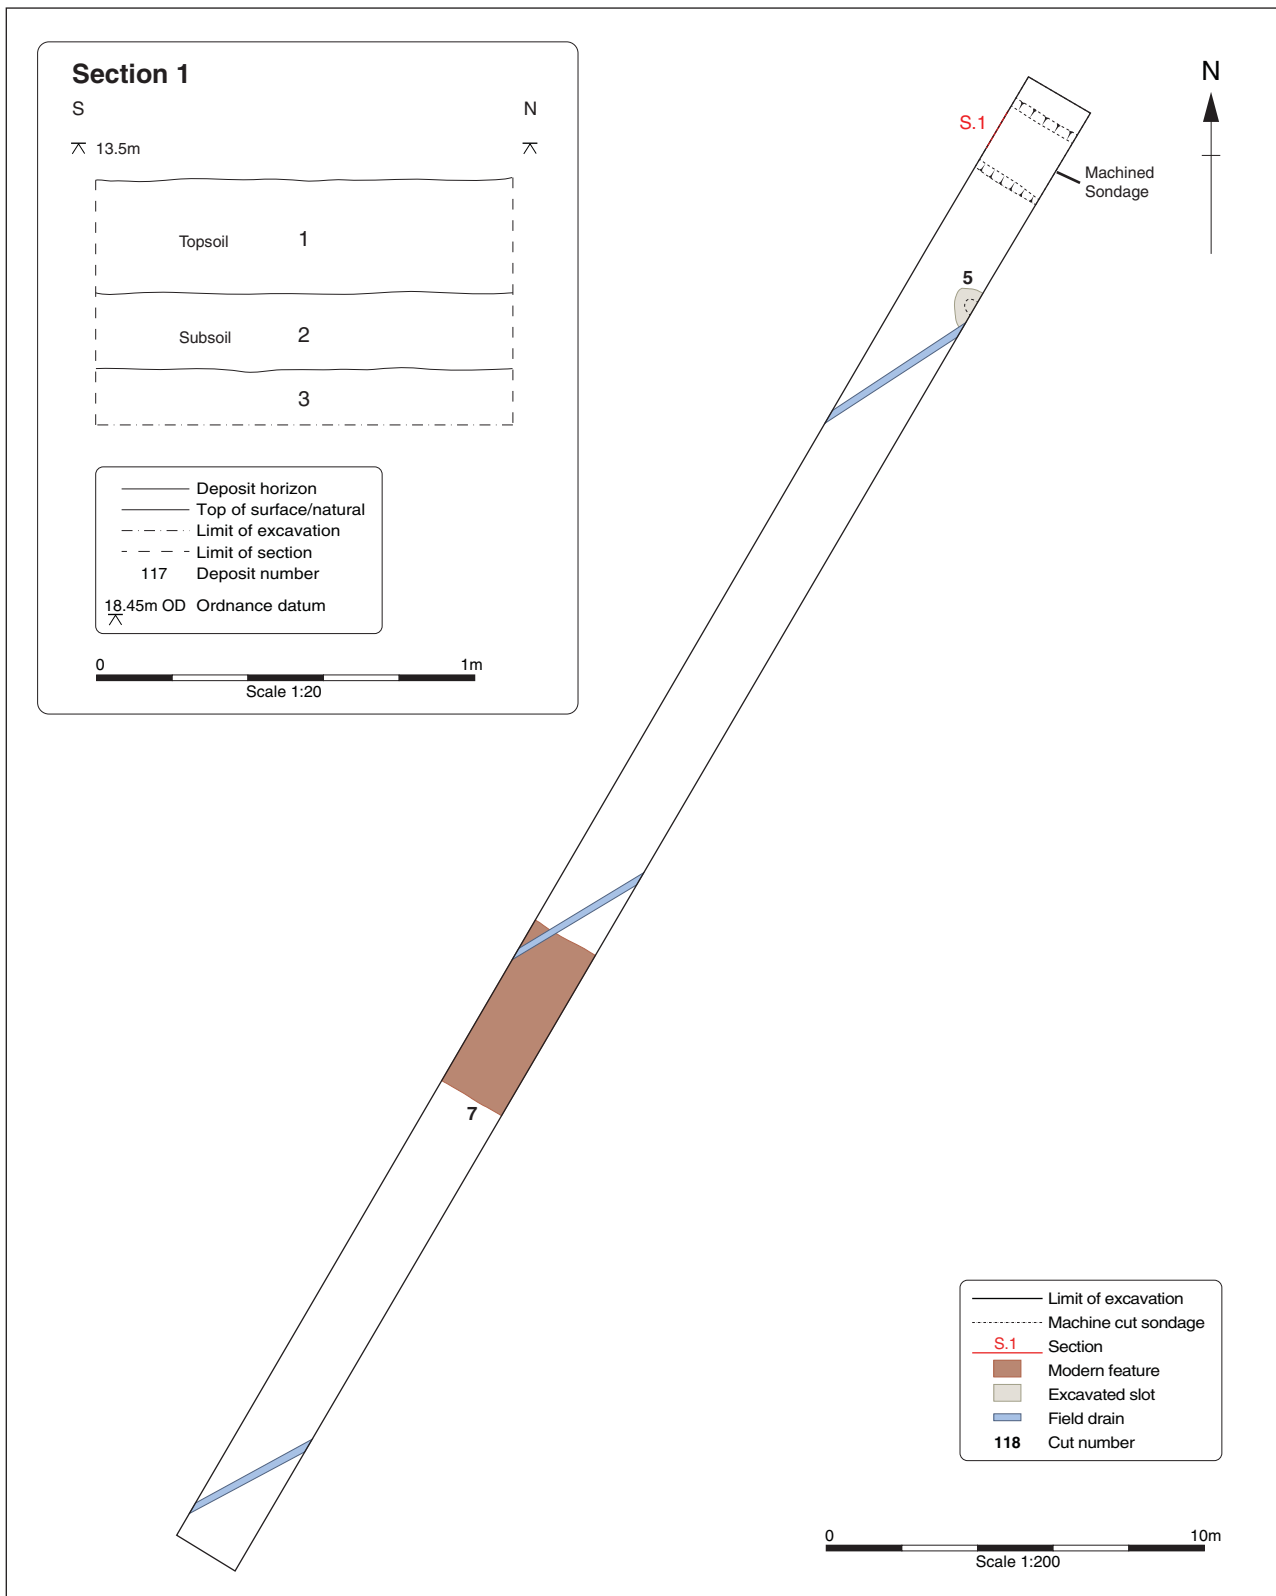 Section 1
S
N
13.5m
Topsoil
1
Subsoil
2
3
Deposit horizon
Top of surface/natural
Limit of excavation
Limit of section
117 Deposit number
18.45m OD Ordnance datum
0 1m
Scale 1:20
N
S.1
Machined
Sondage
5
7
Limit of excavation
Machine cut sondage
S.1 Section
Modern feature
Excavated slot
Field drain
118 Cut number
0 10m
Scale 1:200